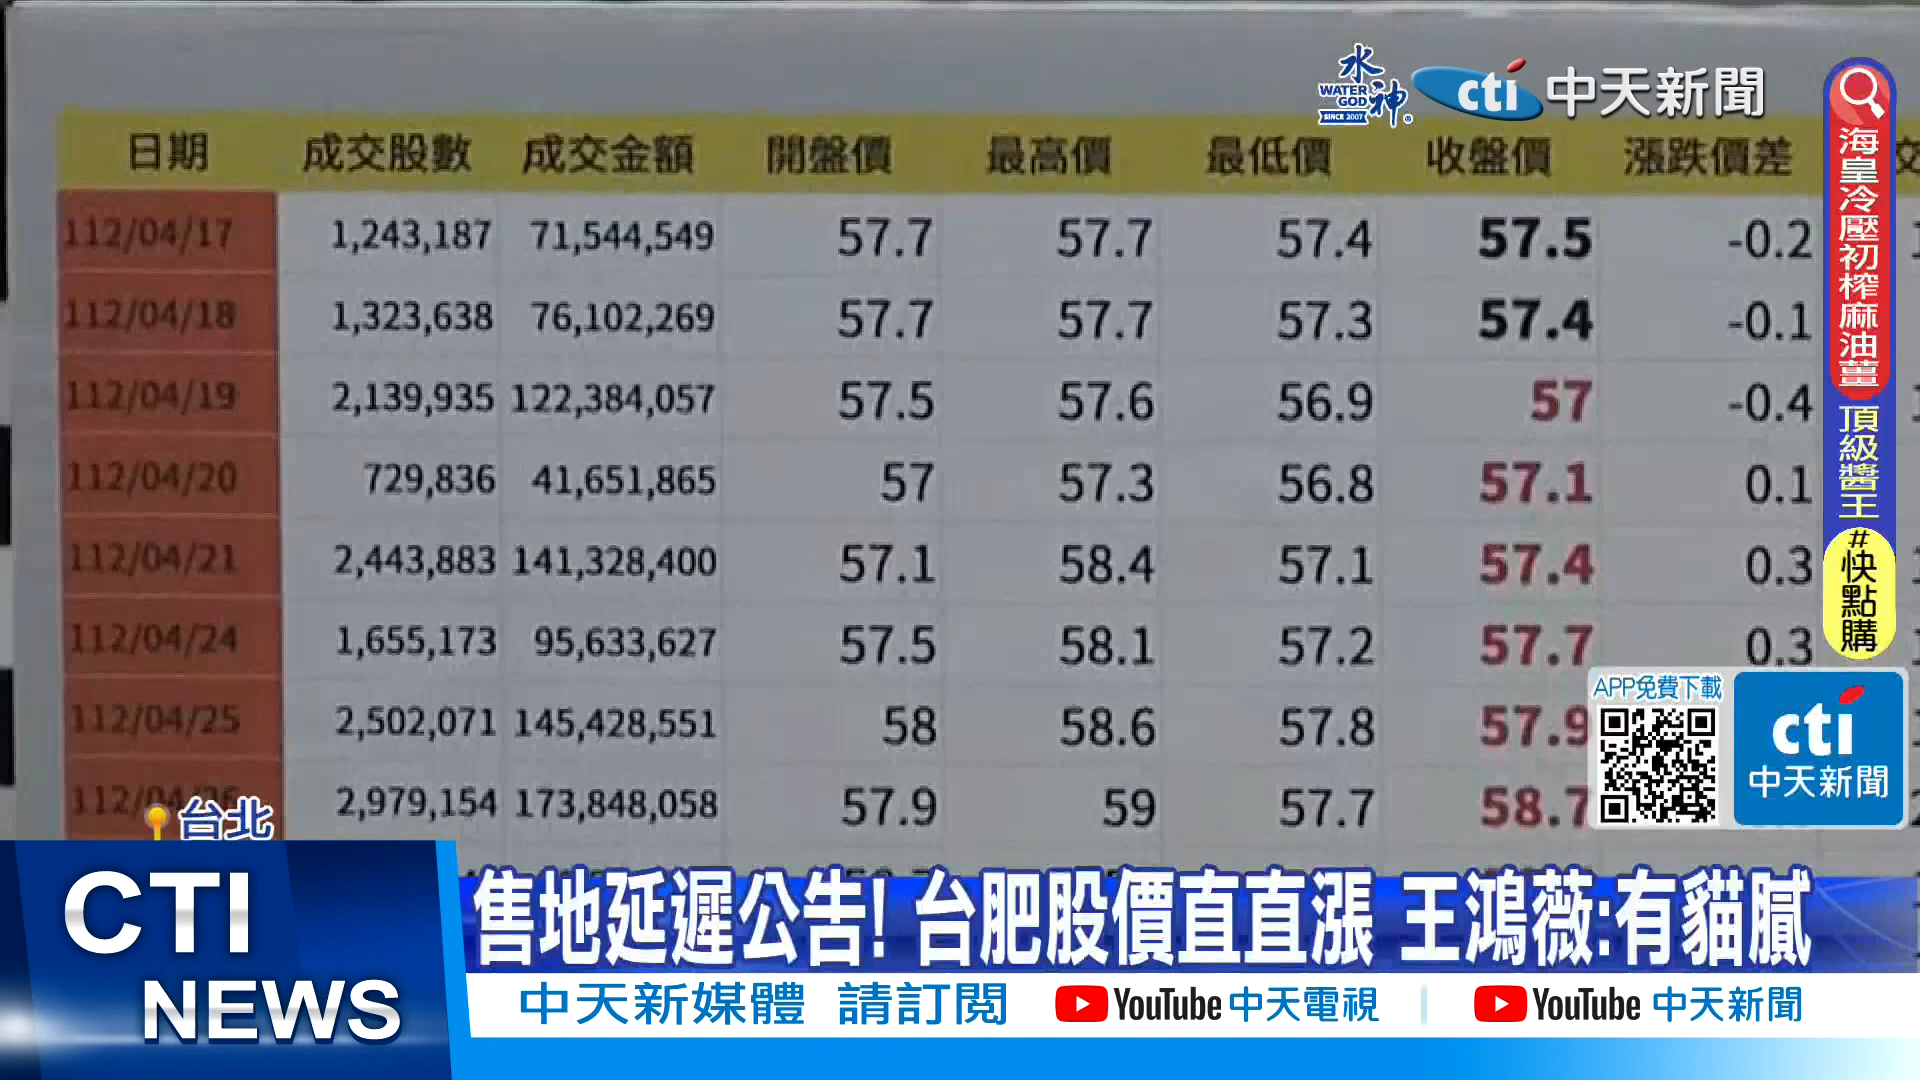 水神
WATER GOD
SINCE 2007
cti 中天新聞
日期 成交股數 成交金額 開盤價 最高價 最低價 收盤價 漲跌價差
112/04/17 1,243,187 71,544,549 57.7 57.7 57.4 57.5 -0.2
112/04/18 1,323,638 76,102,269 57.7 57.7 57.3 57.4 -0.1
112/04/19 2,139,935 122,384,057 57.5 57.6 56.9 57 -0.4
112/04/20 729,836 41,651,865 57 57.3 56.8 57.1 0.1
112/04/21 2,443,883 141,328,400 57.1 58.4 57.1 57.4 0.3
112/04/24 1,655,173 95,633,627 57.5 58.1 57.2 57.7 0.3
112/04/25 2,502,071 145,428,551 58 58.6 57.8 57.9
112/04/26 2,979,154 173,848,058 57.9 59 57.7 58.7
海皇冷壓初榨麻油薑 頂級醬王 #快點購
APP免費下載
cti
中天新聞
台北
CTI NEWS
售地延遲公告! 台肥股價直直漲 王鴻薇:有貓膩
中天新媒體 請訂閱 YouTube 中天電視 YouTube 中天新聞